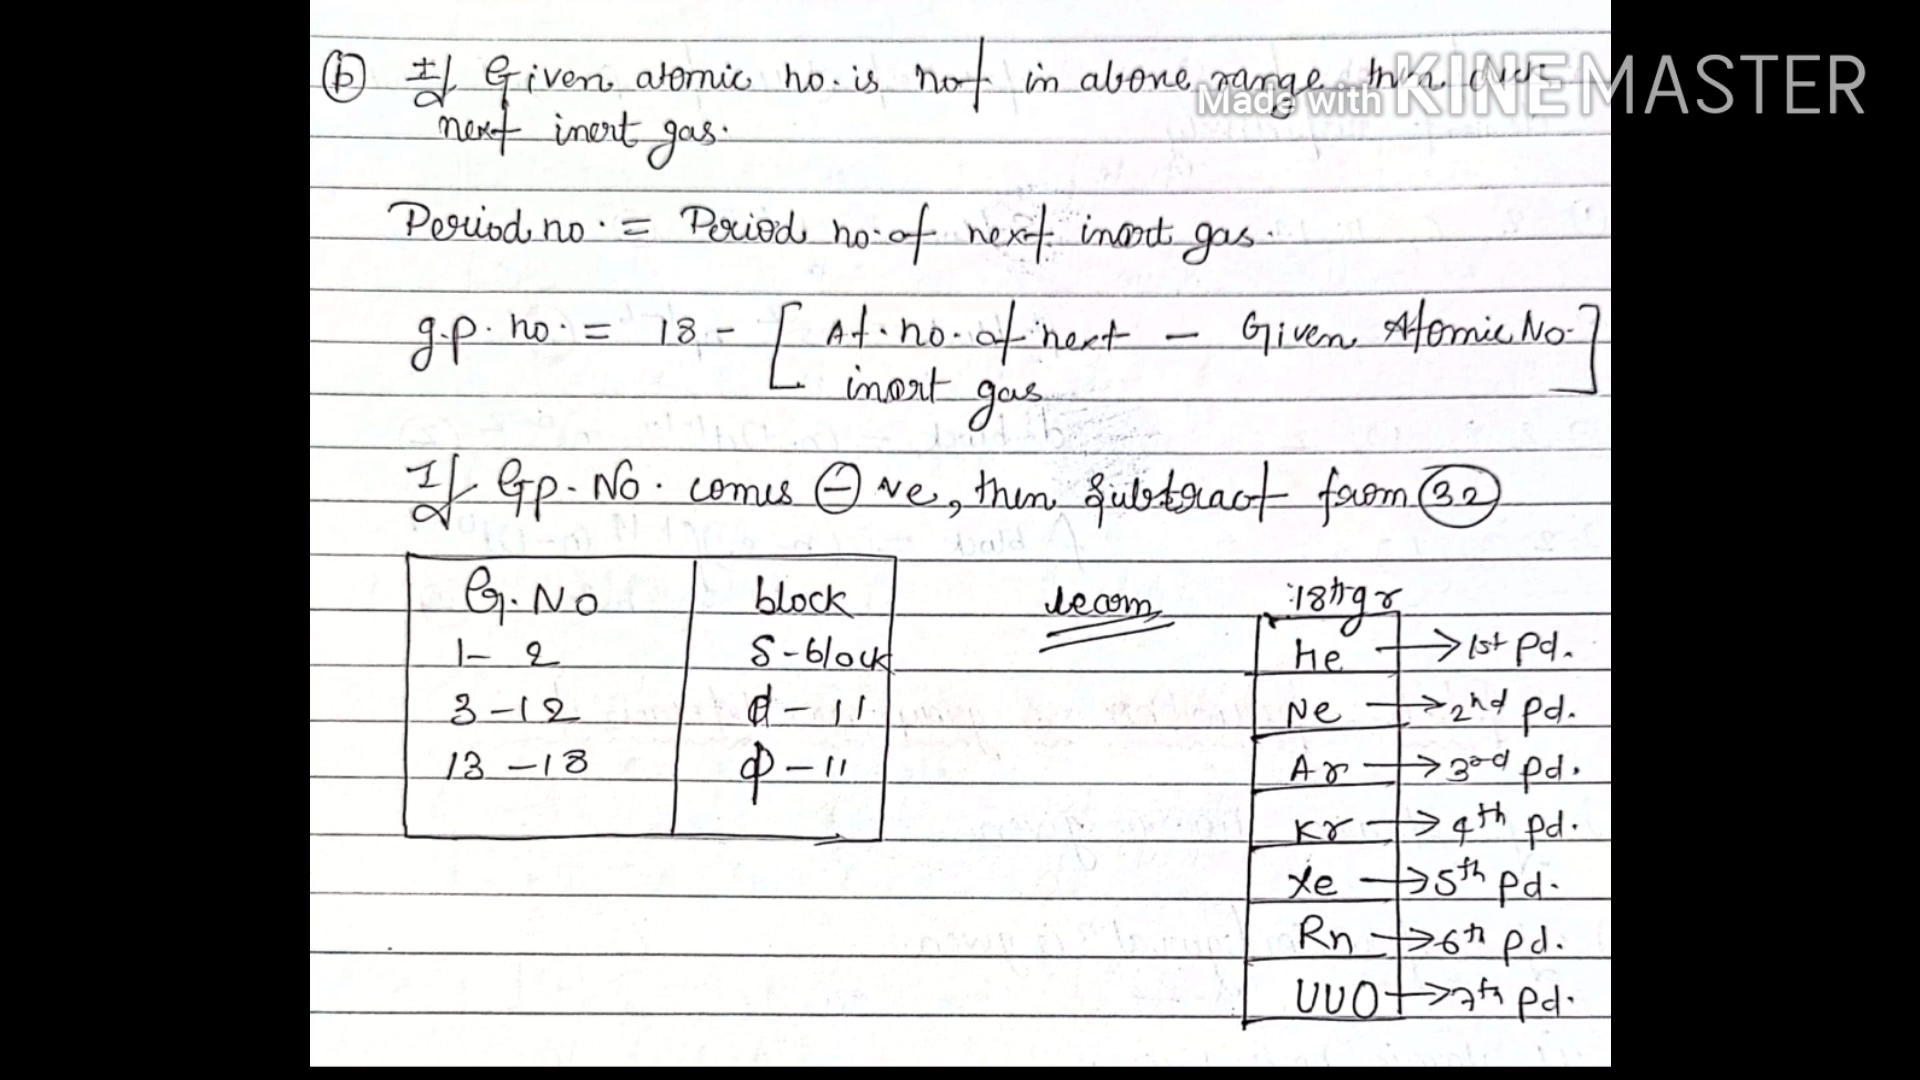 (b) If Given atomic no. is not in above range then
Made with KINEMASTER
next inert gas.
Period no. = Period no. of next inert gas.
g.p. no. = 18 - [At. no. of next - Given Atomic No.]
inert gas
If Gp. No. comes ⊖ ve, then Subtract from 32
G. No block
1- 2 S-block
3 -12 d - 11
13 -18 p - 11
learn
18th gr
He → 1st Pd.
Ne → 2nd Pd.
Ar → 3rd Pd.
Kr → 4th Pd.
Xe → 5th Pd.
Rn → 6th Pd.
UUO → 7th Pd.